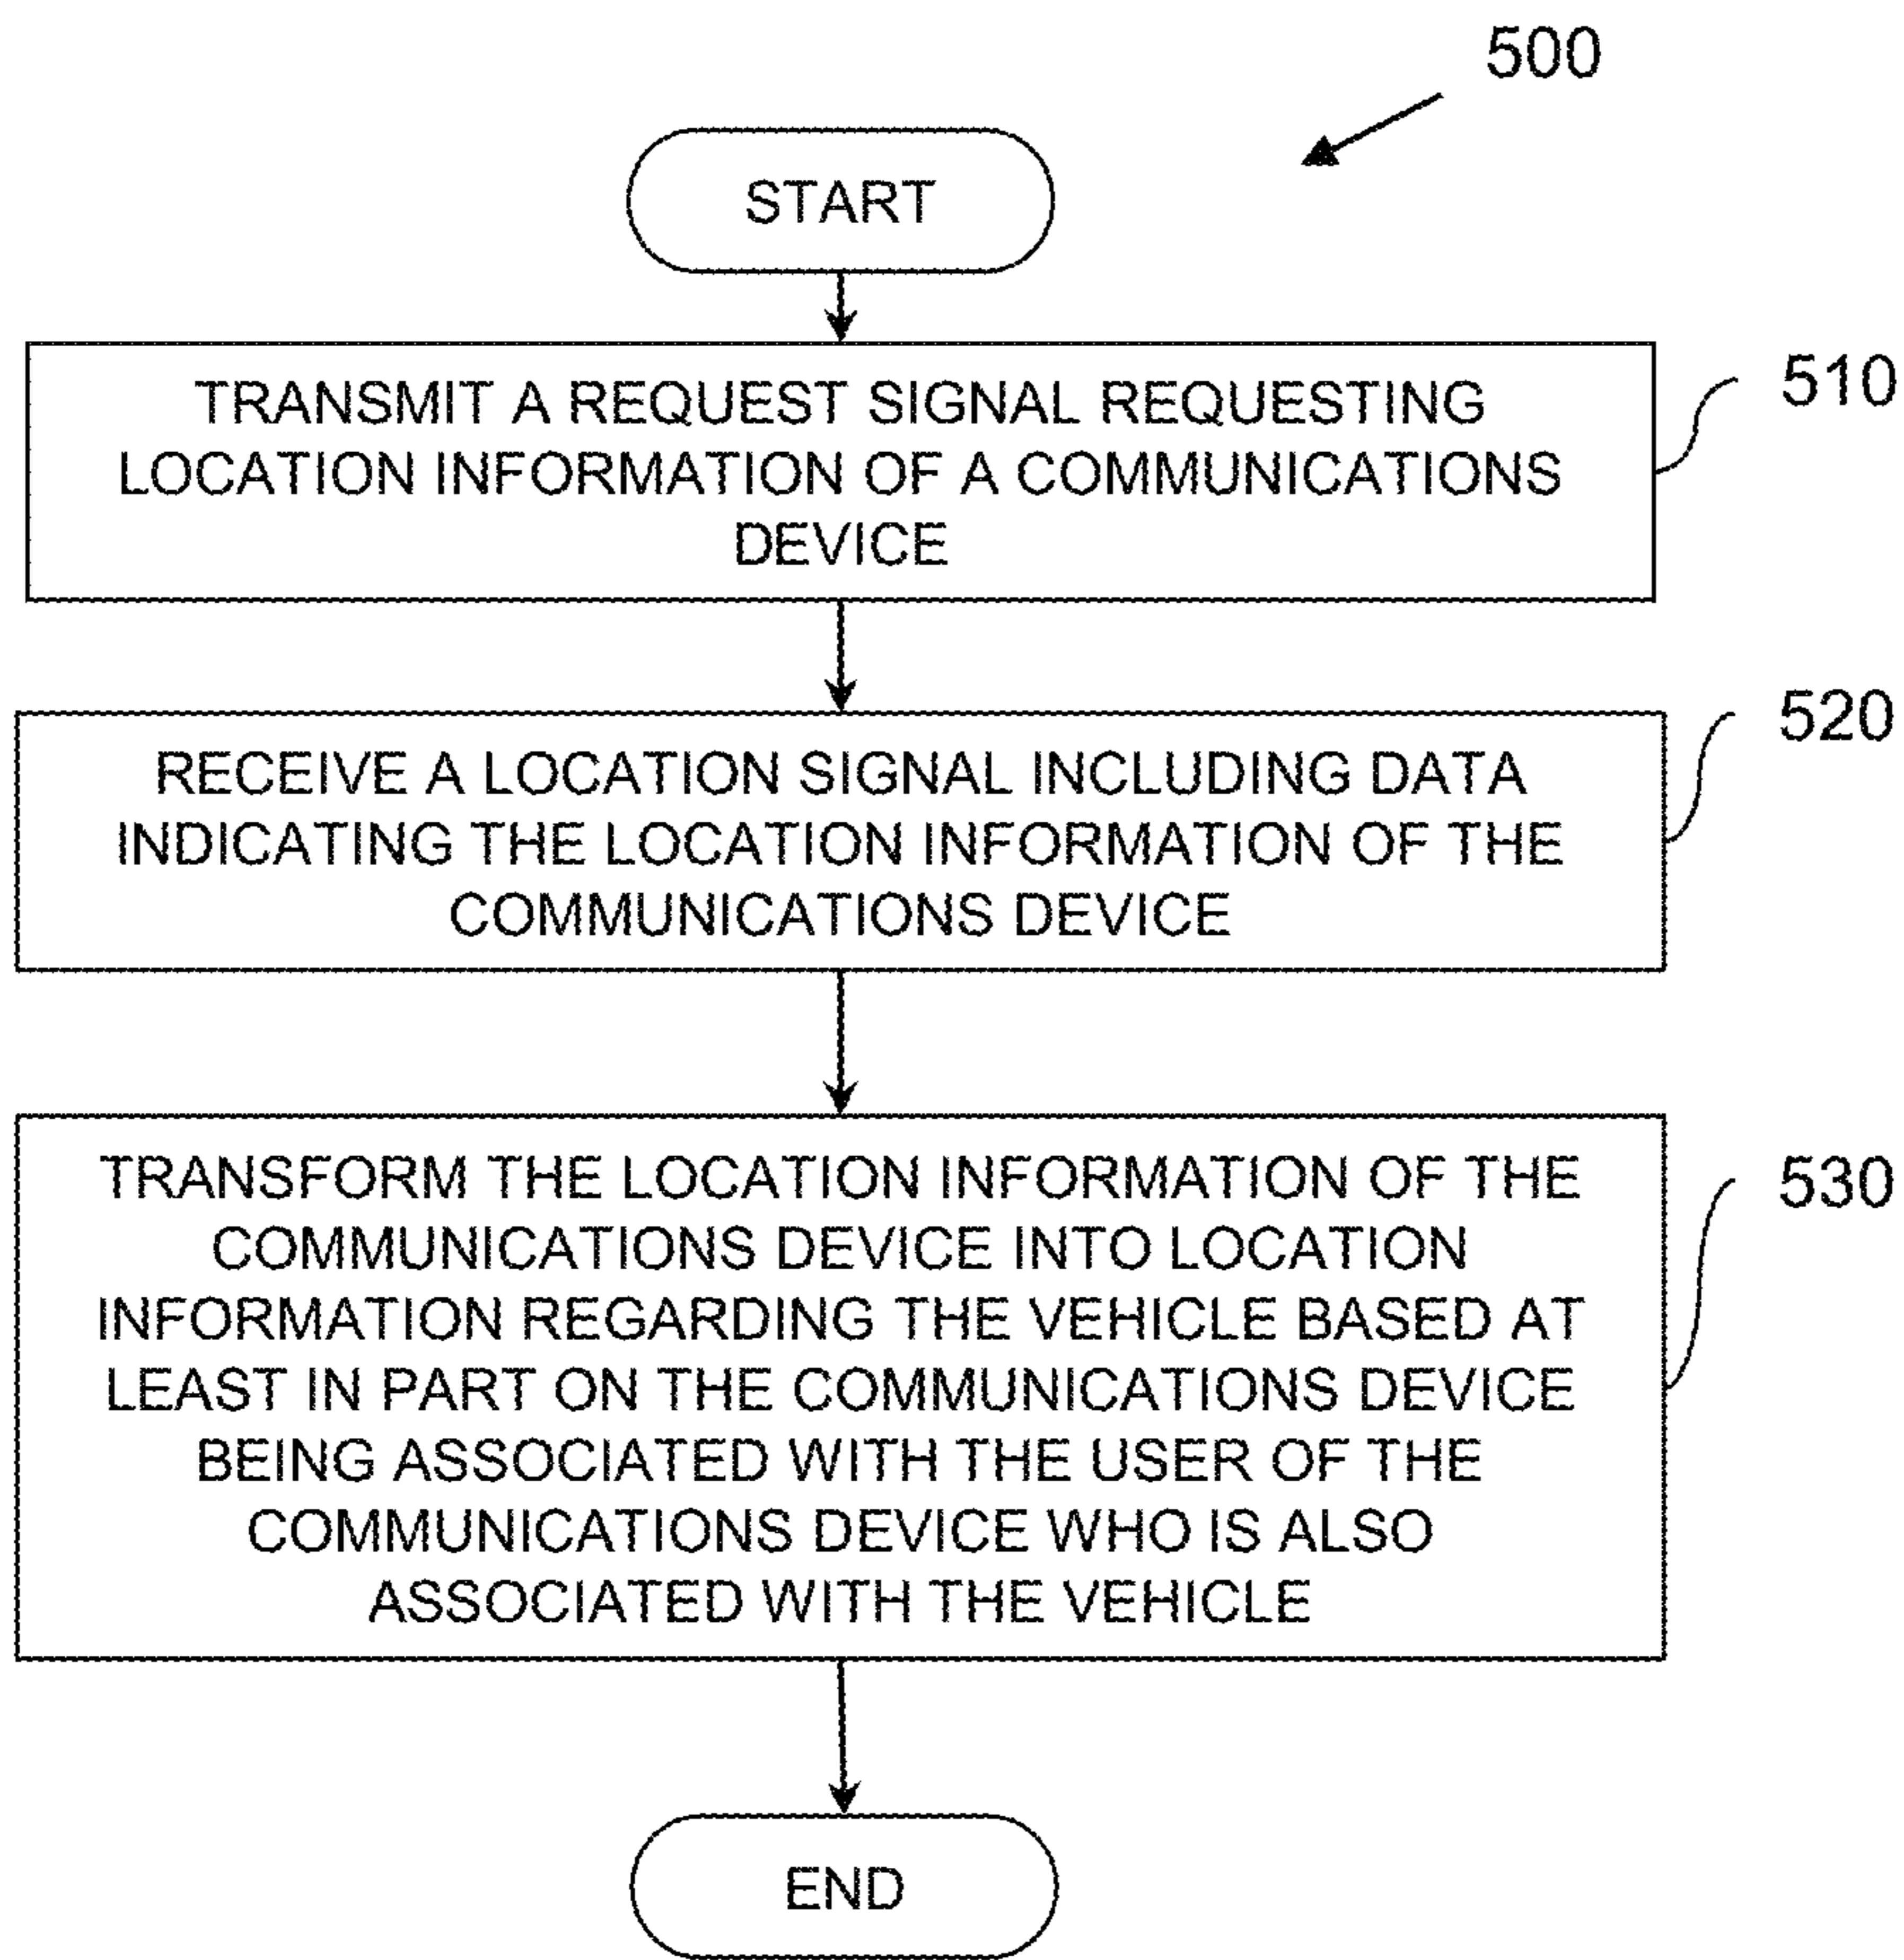 500
START
TRANSMIT A REQUEST SIGNAL REQUESTING
LOCATION INFORMATION OF A COMMUNICATIONS
DEVICE
510
RECEIVE A LOCATION SIGNAL INCLUDING DATA
INDICATING THE LOCATION INFORMATION OF THE
COMMUNICATIONS DEVICE
520
TRANSFORM THE LOCATION INFORMATION OF THE
COMMUNICATIONS DEVICE INTO LOCATION
INFORMATION REGARDING THE VEHICLE BASED AT
LEAST IN PART ON THE COMMUNICATIONS DEVICE
BEING ASSOCIATED WITH THE USER OF THE
COMMUNICATIONS DEVICE WHO IS ALSO
ASSOCIATED WITH THE VEHICLE
530
END